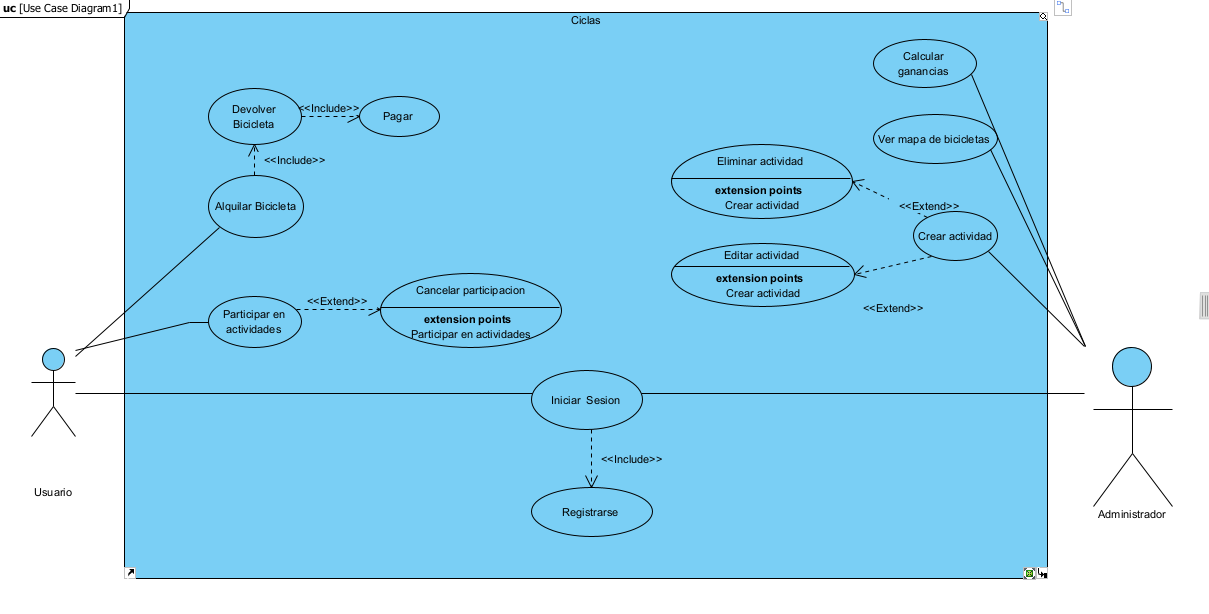 uc [Use Case Diagram1]
Ciclas
Calcular
ganancias
Devolver
Bicicleta
<<Include>>
Pagar
Ver mapa de bicicletas
<<Include>>
Eliminar actividad
extension points
Crear actividad
Alquilar Bicicleta
<<Extend>>
Crear actividad
Editar actividad
extension points
Crear actividad
Cancelar participacion
extension points
Participar en actividades
<<Extend>>
Participar en
actividades
<<Extend>>
Iniciar Sesion
<<Include>>
Usuario
Registrarse
Administrador